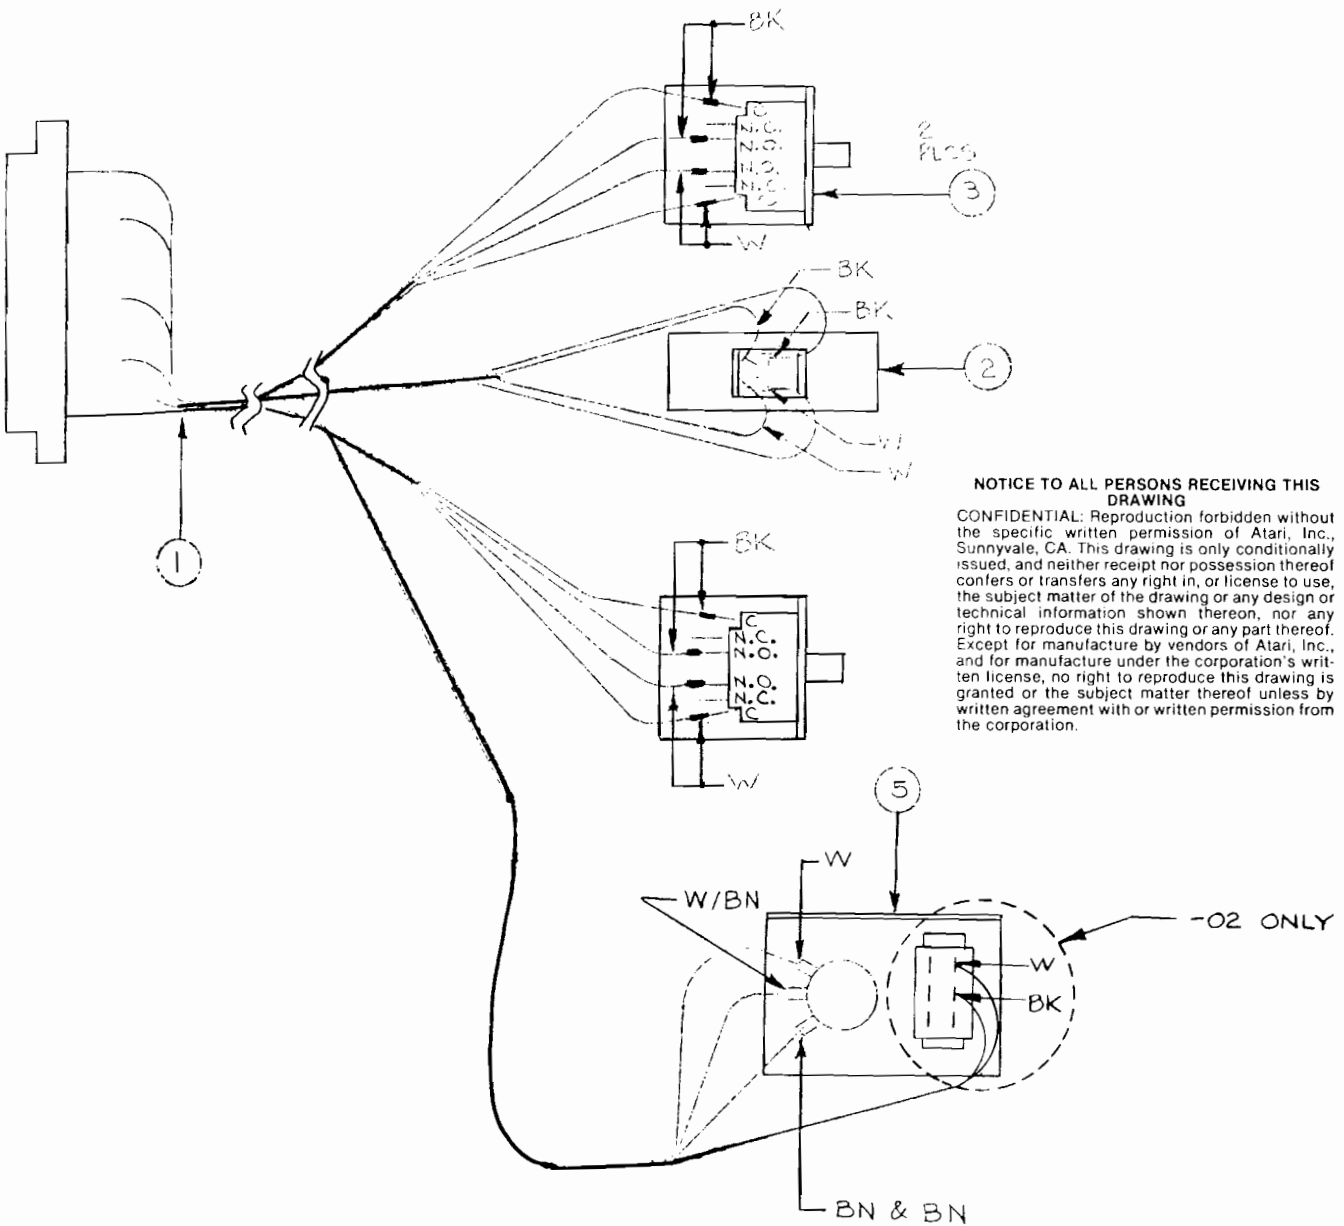 BK
C
N.C.
N.O.
N.O.
N.C.
C
2
PLCS
3
W
BK
BK
2
W
W
NOTICE TO ALL PERSONS RECEIVING THIS
DRAWING
CONFIDENTIAL: Reproduction forbidden without
the specific written permission of Atari, Inc.,
Sunnyvale, CA. This drawing is only conditionally
issued, and neither receipt nor possession thereof
confers or transfers any right in, or license to use,
the subject matter of the drawing or any design or
technical information shown thereon, nor any
right to reproduce this drawing or any part thereof.
Except for manufacture by vendors of Atari, Inc.,
and for manufacture under the corporation's writ-
ten license, no right to reproduce this drawing is
granted or the subject matter thereof unless by
written agreement with or written permission from
the corporation.
1
BK
C
N.C.
N.O.
N.O.
N.C.
C
W
5
W
W/BN
-02 ONLY
W
BK
BN & BN